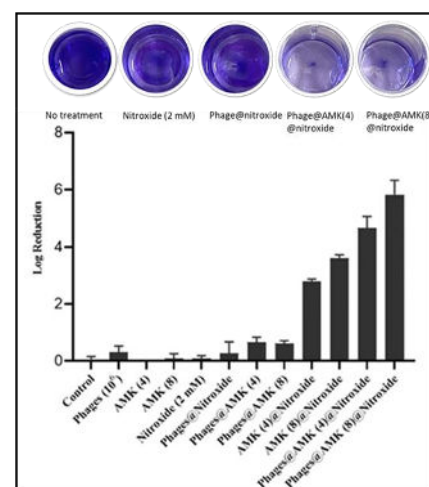 No treatment Nitroxide (2 mM) Phage@nitroxide Phage@AMK(4) Phage@AMK(8
@nitroxide @nitroxide
8
6
4
2
0
Log Reduction
Control
Phages (10⁸)
AMK (4)
AMK (8)
Nitroxide (2 mM)
Phages@Nitroxide
Phages@AMK (4)
Phages@AMK (8)
AMK (4)@Nitroxide
AMK (8)@Nitroxide
Phages@AMK (4)@Nitroxide
Phages@AMK (8)@Nitroxide